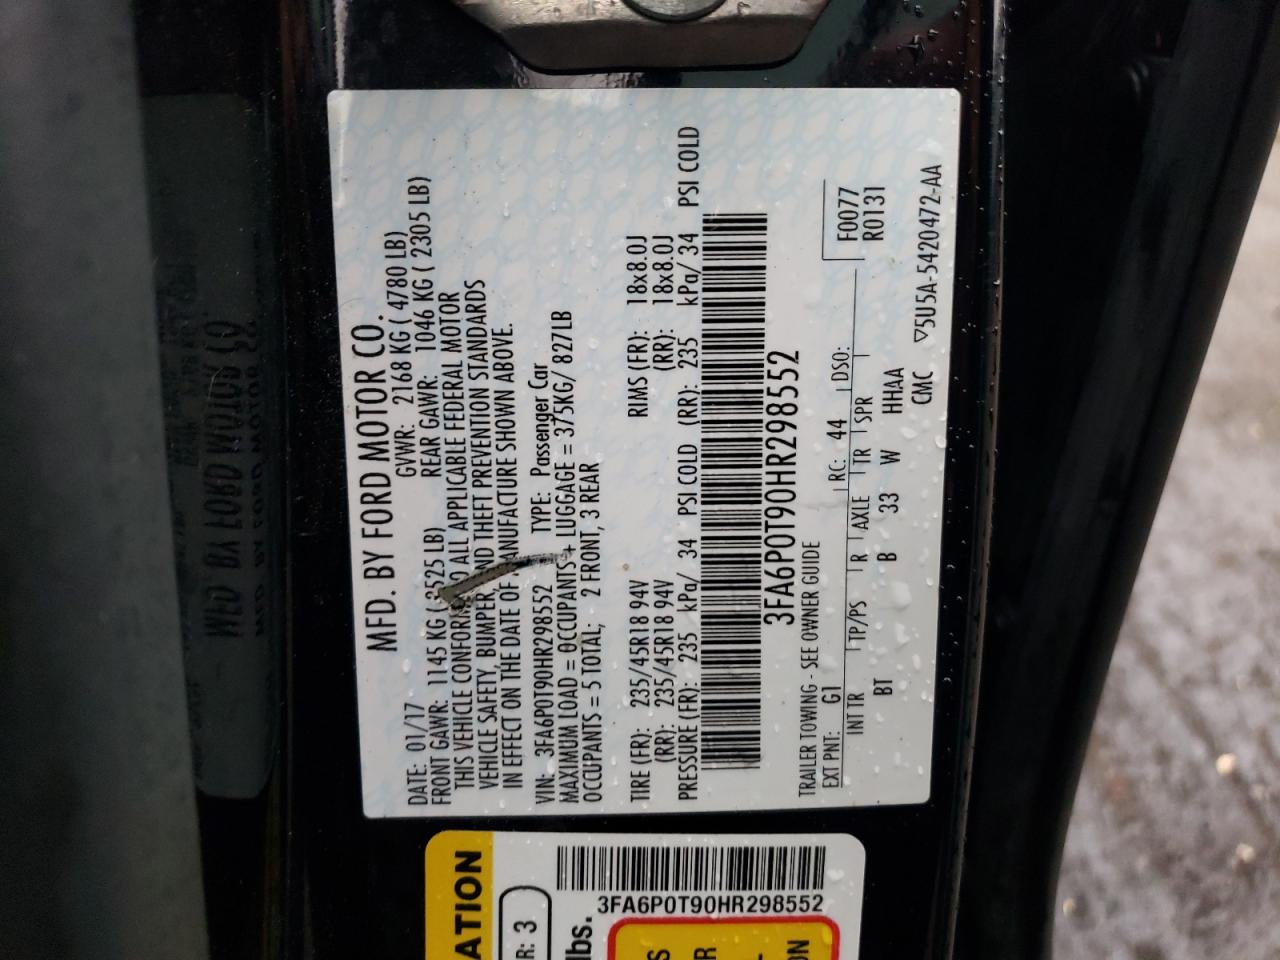 MFD. BY FORD MOTOR CO.
DATE: 01/17 GVWR: 2168 KG ( 4780 LB)
FRONT GAWR: 1145 KG ( 2525 LB) REAR GAWR: 1046 KG ( 2305 LB)
THIS VEHICLE CONFORMS TO ALL APPLICABLE FEDERAL MOTOR
VEHICLE SAFETY, BUMPER AND THEFT PREVENTION STANDARDS
IN EFFECT ON THE DATE OF MANUFACTURE SHOWN ABOVE.
VIN: 3FA6P0T90HR298552 TYPE: Passenger Car
MAXIMUM LOAD = OCCUPANTS + LUGGAGE = 375KG/ 827LB
OCCUPANTS = 5 TOTAL; 2 FRONT, 3 REAR
TIRE (FR): 235/45R18 94V RIMS (FR): 18x8.0J
(RR): 235/45R18 94V (RR): 18x8.0J
PRESSURE (FR): 235 kPa/ 34 PSI COLD (RR): 235 kPa/ 34 PSI COLD
3FA6P0T90HR298552
TRAILER TOWING - SEE OWNER GUIDE
EXT PNT: G1 RC: 44 DSO: F0077
R0131
INT TR TP/PS R AXLE TR SPR
BT B 33 W HHAA
CMC
▽5U5A-5420472-AA
3FA6P0T90HR298552
ATION
R: 3
lbs.
S
R
ON